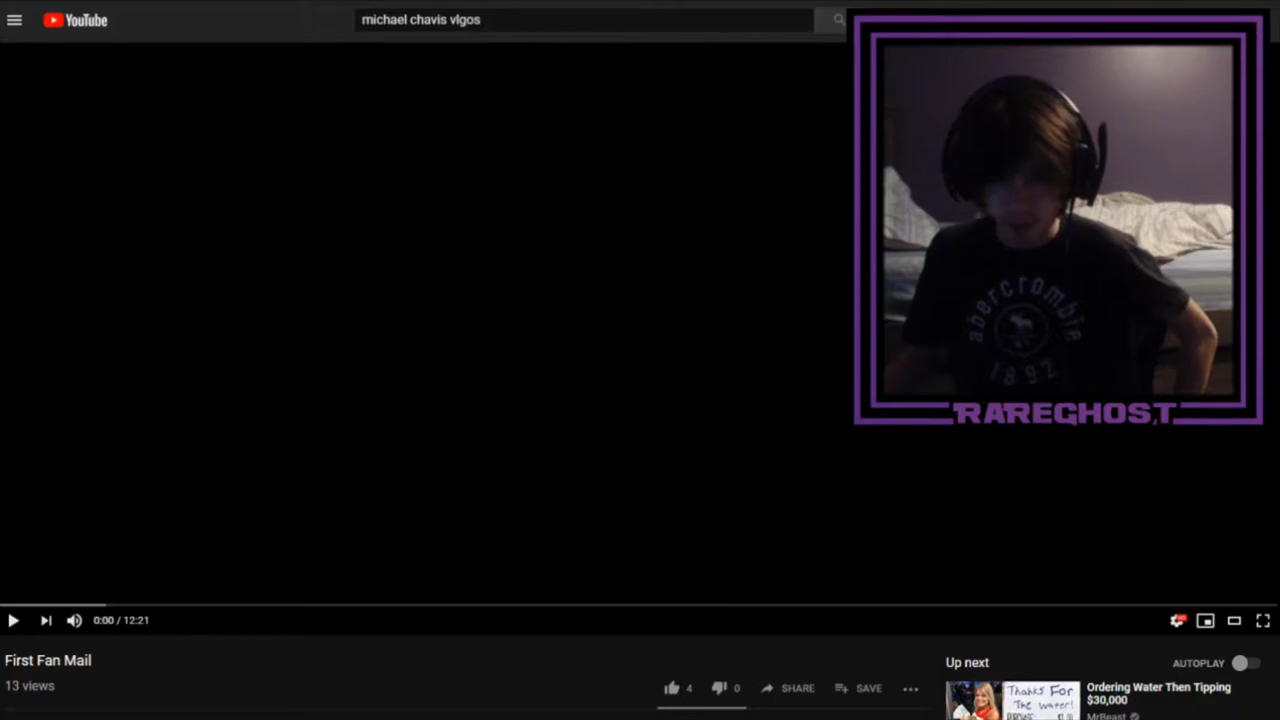 YouTube
michael chavis vlgos
abercrombie
1892
RAREGHOST
0:00 / 12:21
First Fan Mail
13 views
4
0
SHARE
SAVE
Up next
AUTOPLAY
Ordering Water Then Tipping
$30,000
MrBeast
Thanks For
The water!